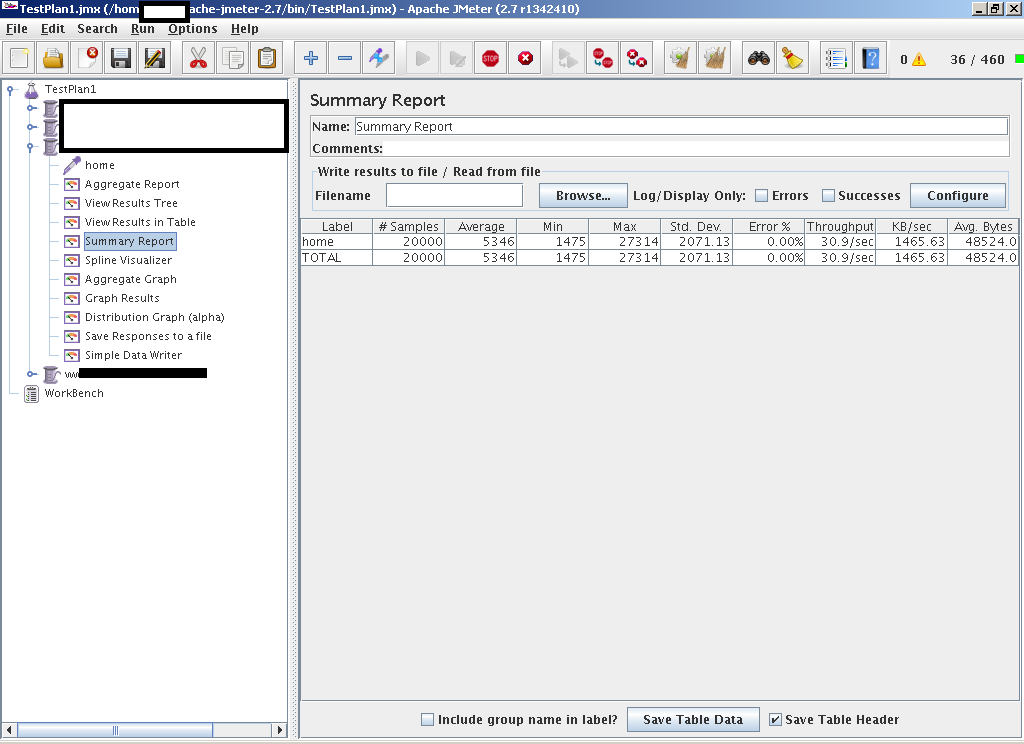 TestPlan1.jmx (/hom ache-jmeter-2.7/bin/TestPlan1.jmx) - Apache JMeter (2.7 r1342410)
File Edit Search Run Options Help
STOP 0 36 / 460
TestPlan1
home
Aggregate Report
View Results Tree
View Results in Table
Summary Report
Spline Visualizer
Aggregate Graph
Graph Results
Distribution Graph (alpha)
Save Responses to a file
Simple Data Writer
WorkBench
Summary Report
Name: Summary Report
Comments:
Write results to file / Read from file
Filename Browse... Log/Display Only: Errors Successes Configure
Label # Samples Average Min Max Std. Dev. Error % Throughput KB/sec Avg. Bytes
home 20000 5346 1475 27314 2071.13 0.00% 30.9/sec 1465.63 48524.0
TOTAL 20000 5346 1475 27314 2071.13 0.00% 30.9/sec 1465.63 48524.0
Include group name in label? Save Table Data Save Table Header